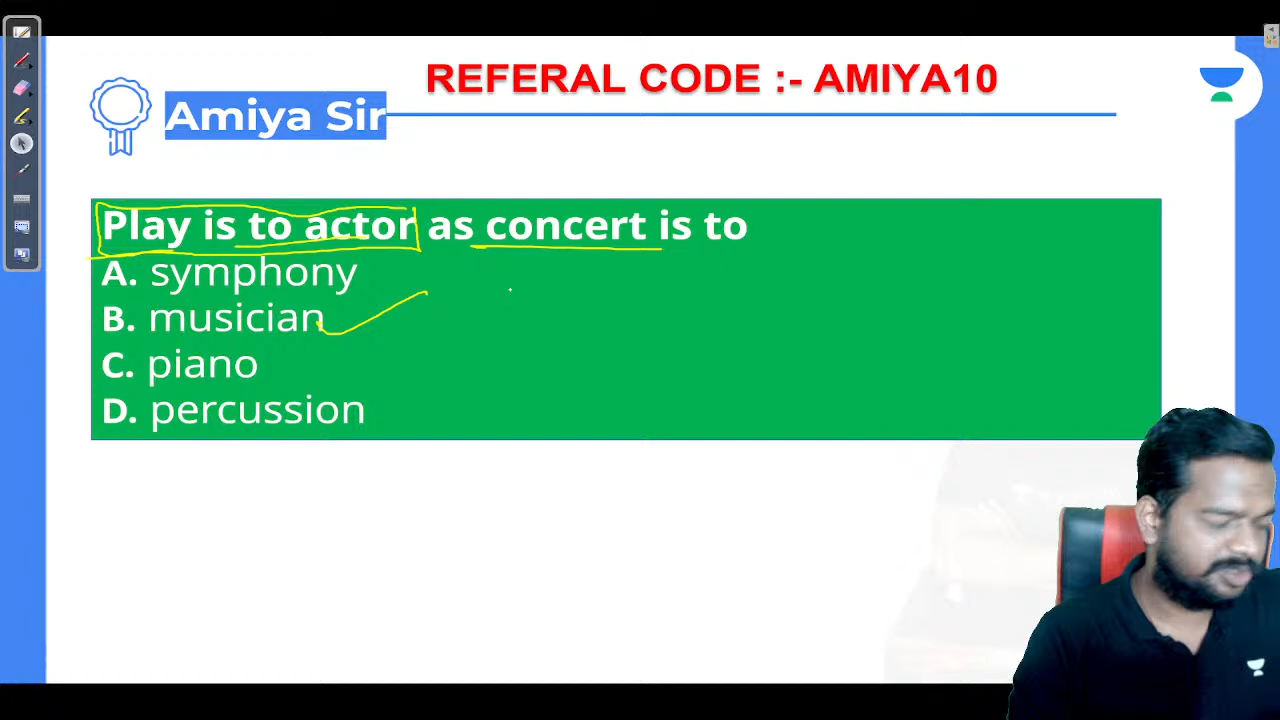 REFERAL CODE :- AMIYA10
Amiya Sir
Play is to actor as concert is to
A. symphony
B. musician
C. piano
D. percussion